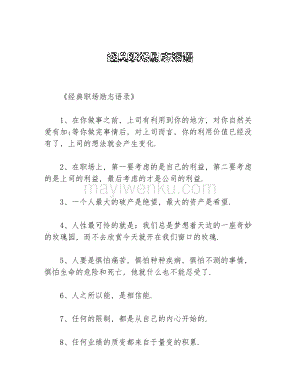 经典职场励志语录
《经典职场励志语录》
1、在你做事之前，上司有利用到你的地方，对你自然关
爱有加;等你做完事情后，对上司而言，你的利用价值已经没
有了，上司的想法就会产生变化.
2、在职场上，第一要考虑的是自己的利益，第二要考虑
的是上司的利益，最后考虑的才是公司的利益.
3、一个人最大的破产是绝望，最大的资产是希望.
mayiwenku.com
4、人性最可怜的就是：我们总是梦想着天边的一座奇妙
的玫瑰园，而不去欣赏今天就开在我们窗口的玫瑰.
5、人要是惧怕痛苦，惧怕种种疾病，惧怕不测的事情，
惧怕生命的危险和死亡，他就什么也不能忍受了.
6、人之所以能，是相信能.
7、任何的限制，都是从自己的内心开始的.
8、任何业绩的质变都来自于量变的积累.